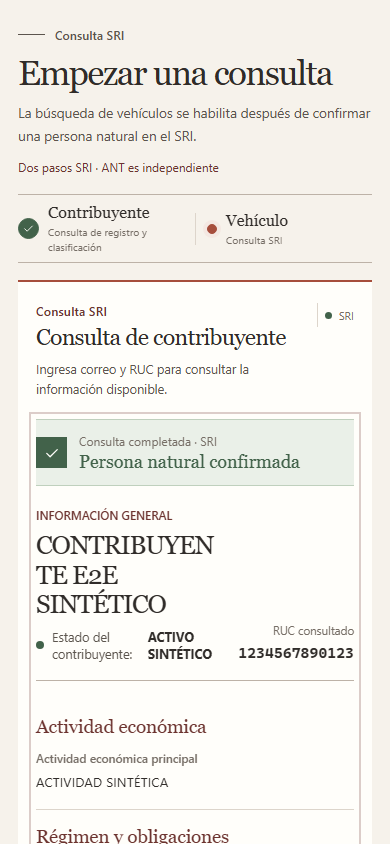 Consulta SRI
Empezar una consulta
La búsqueda de vehículos se habilita después de confirmar
una persona natural en el SRI.
Dos pasos SRI · ANT es independiente
Contribuyente
Consulta de registro y
clasificación
Vehículo
Consulta SRI
Consulta SRI
SRI
Consulta de contribuyente
Ingresa correo y RUC para consultar la
información disponible.
Consulta completada · SRI
Persona natural confirmada
INFORMACIÓN GENERAL
CONTRIBUYEN
TE E2E
SINTÉTICO
Estado del
contribuyente:
ACTIVO
SINTÉTICO
RUC consultado
1234567890123
Actividad económica
Actividad económica principal
ACTIVIDAD SINTÉTICA
Régimen y obligaciones